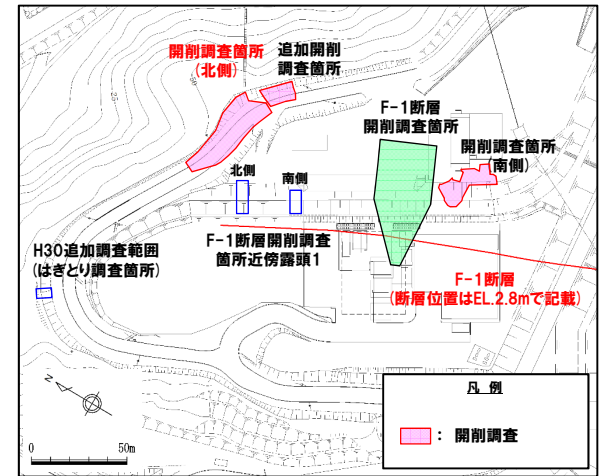 開削調査箇所
(北側)
追加開削
調査箇所
F-1断層
開削調査箇所
開削調査箇所
(南側)
北側
南側
F-1断層開削調査
箇所近傍露頭1
H30追加調査範囲
(はぎとり調査箇所)
F-1断層
(断層位置はEL.2.8mで記載)
N
0 50m
凡 例
: 開削調査